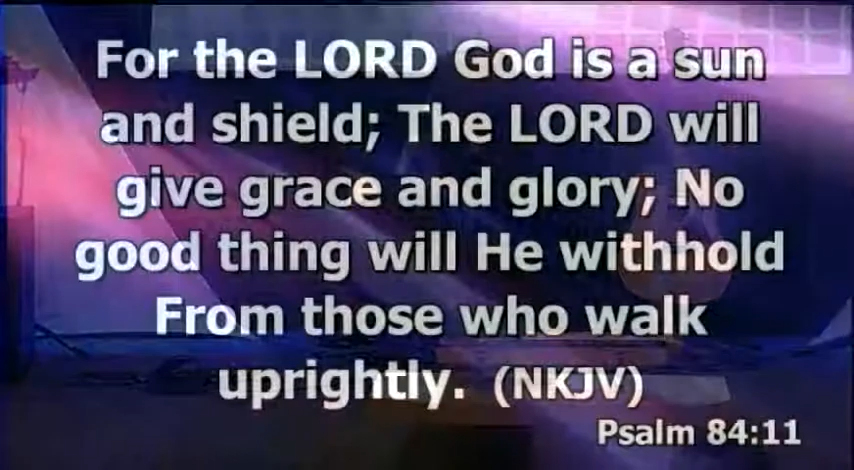 For the LORD God is a sun
and shield; The LORD will
give grace and glory; No
good thing will He withhold
From those who walk
uprightly. (NKJV)
Psalm 84:11